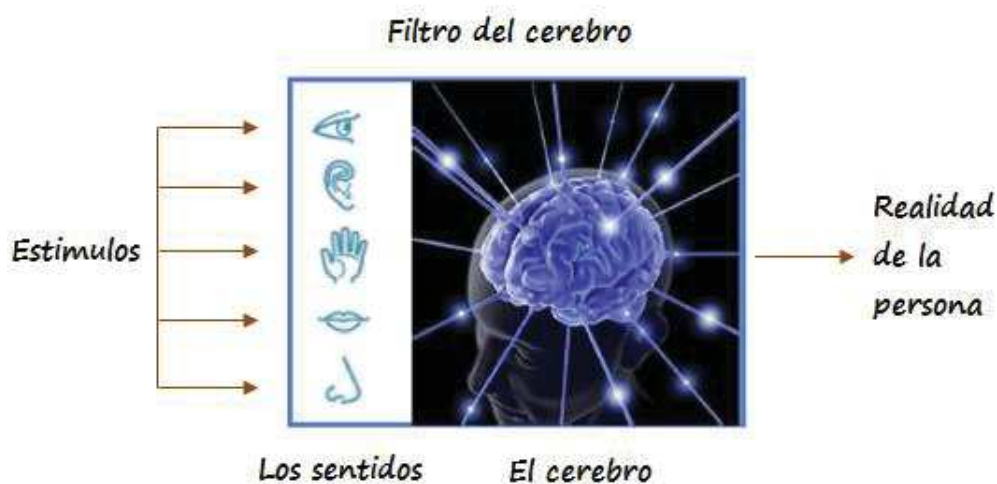 Filtro del cerebro
Estimulos
Realidad
de la
persona
Los sentidos
El cerebro